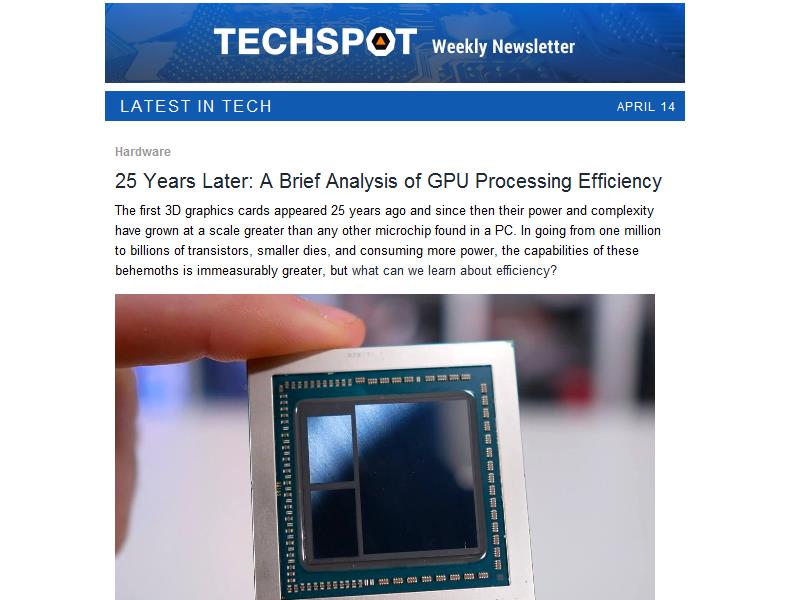 TECHSPOT Weekly Newsletter
LATEST IN TECH
APRIL 14
Hardware
25 Years Later: A Brief Analysis of GPU Processing Efficiency
The first 3D graphics cards appeared 25 years ago and since then their power and complexity
have grown at a scale greater than any other microchip found in a PC. In going from one million
to billions of transistors, smaller dies, and consuming more power, the capabilities of these
behemoths is immeasurably greater, but what can we learn about efficiency?